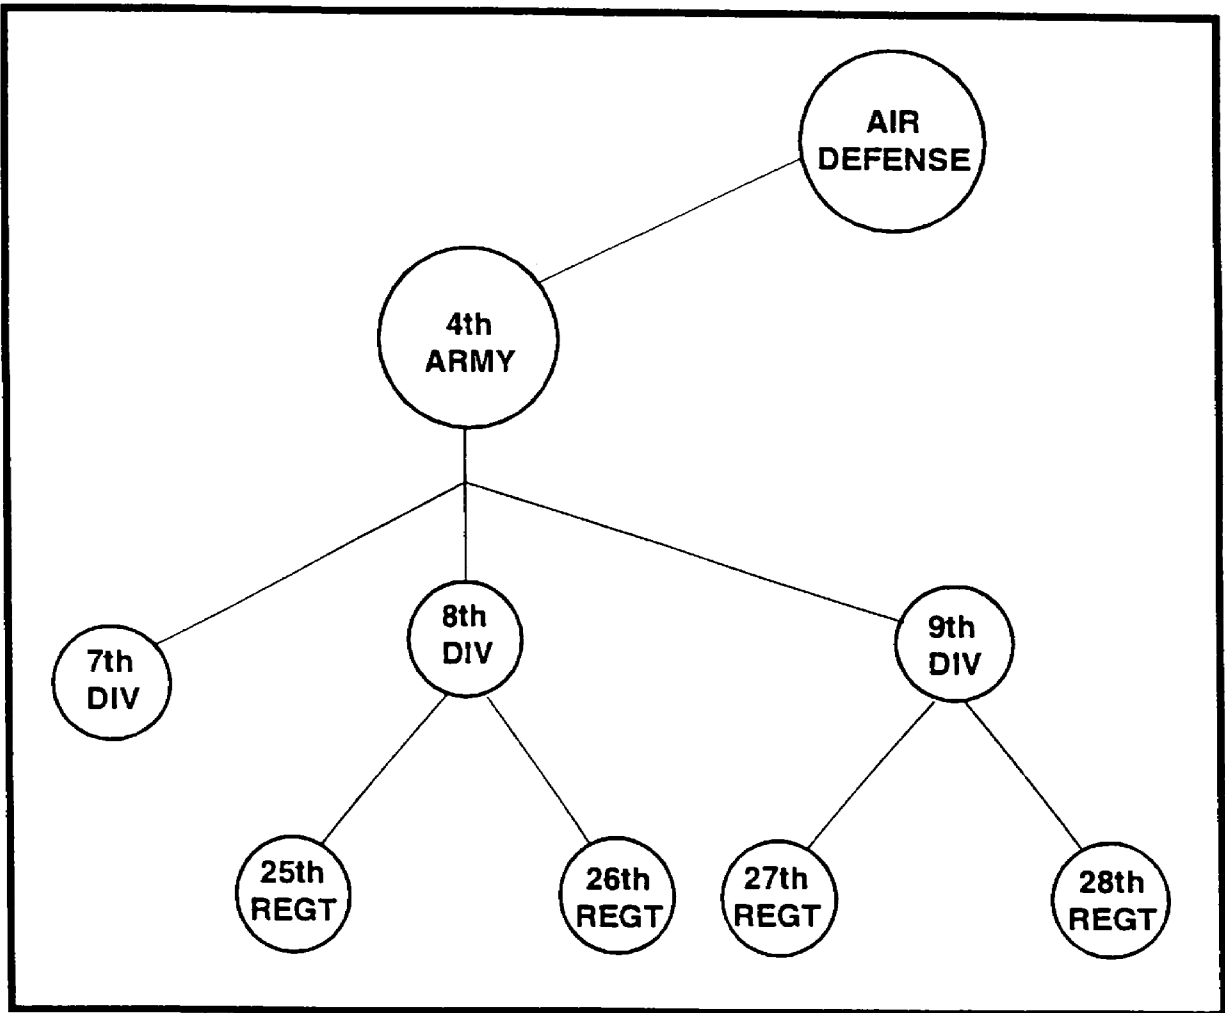 AIR
DEFENSE
4th
ARMY
7th
DIV
8th
DIV
9th
DIV
25th
REGT
26th
REGT
27th
REGT
28th
REGT